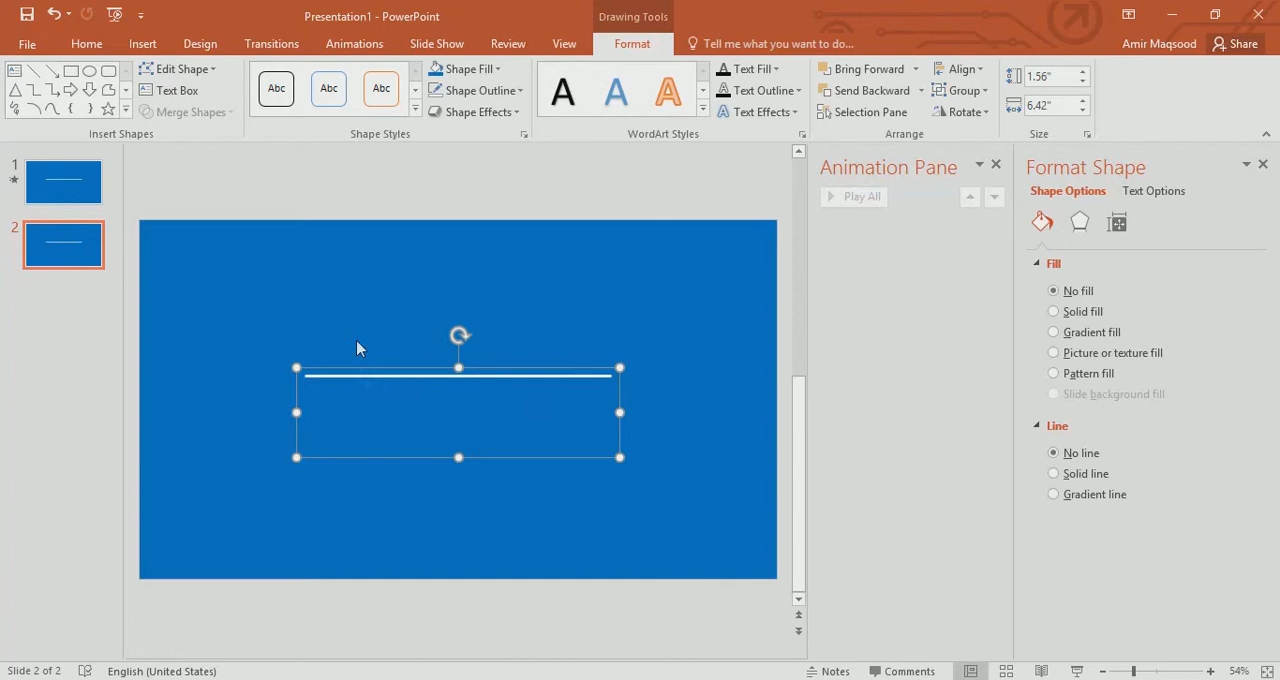 Presentation1 - PowerPoint
Drawing Tools
File
Home
Insert
Design
Transitions
Animations
Slide Show
Review
View
Format
Tell me what you want to do...
Amir Maqsood
Share
Edit Shape
Text Box
Merge Shapes
Insert Shapes
Abc
Abc
Abc
Shape Fill
Shape Outline
Shape Effects
Shape Styles
A
A
A
Text Fill
Text Outline
Text Effects
WordArt Styles
Bring Forward
Send Backward
Selection Pane
Align
Group
Rotate
Arrange
1.56"
6.42"
Size
1
2
Animation Pane
Play All
Format Shape
Shape Options
Text Options
Fill
No fill
Solid fill
Gradient fill
Picture or texture fill
Pattern fill
Slide background fill
Line
No line
Solid line
Gradient line
Slide 2 of 2
English (United States)
Notes
Comments
54%